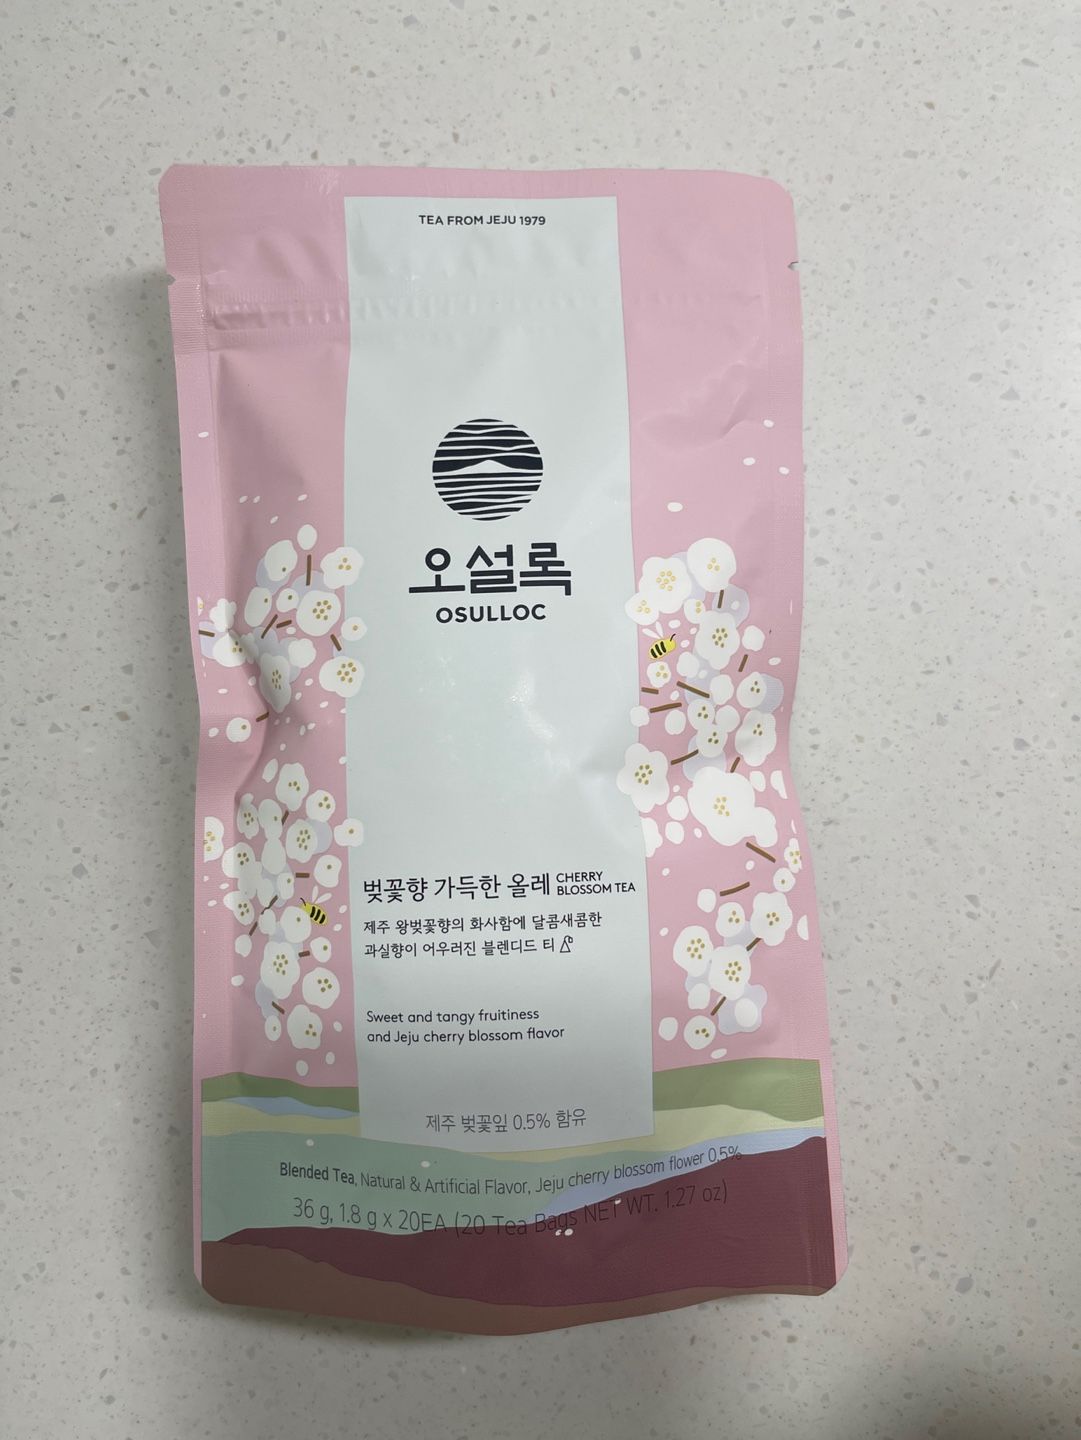 TEA FROM JEJU 1979
오설록
OSULLOC
벚꽃향 가득한 올레 CHERRY BLOSSOM TEA
제주 왕벚꽃향의 화사함에 달콤새콤한
과실향이 어우러진 블렌디드 티
Sweet and tangy fruitiness
and Jeju cherry blossom flavor
제주 벚꽃잎 0.5% 함유
Blended Tea, Natural & Artificial Flavor, Jeju cherry blossom flower 0.5%
36 g, 1.8 g x 20EA (20 Tea Bags NET WT. 1.27 oz)